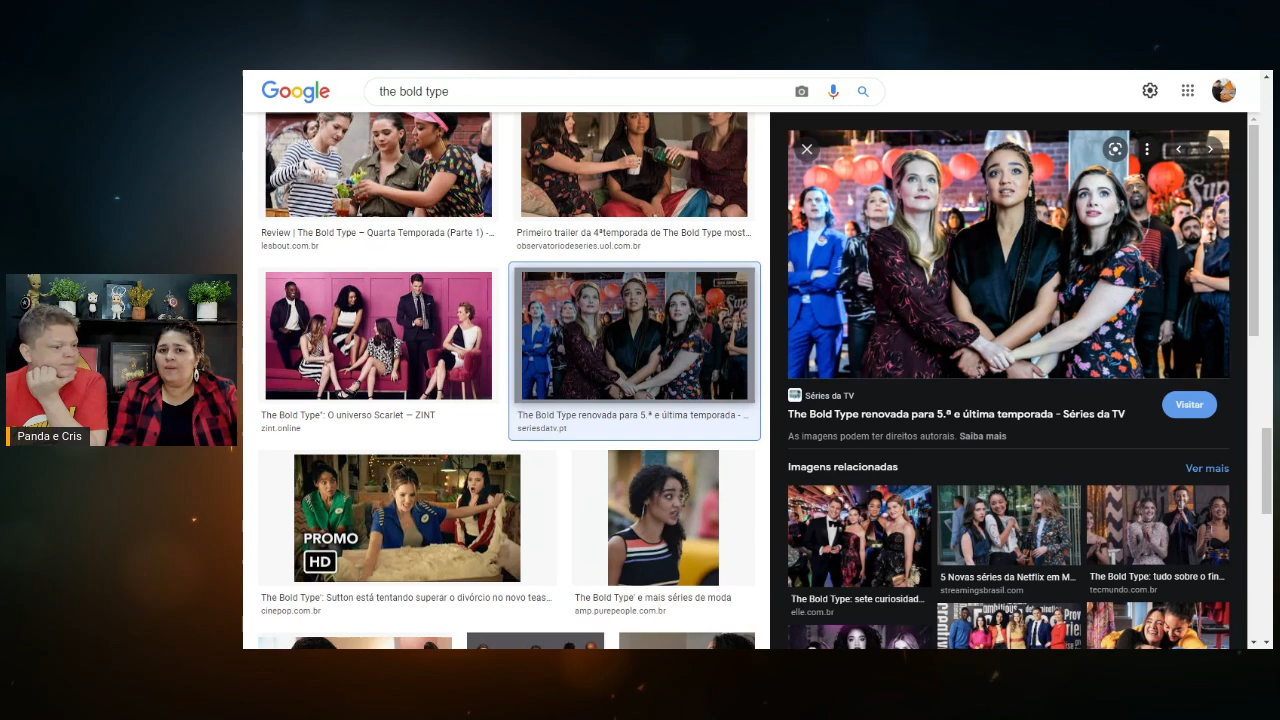 Google
the bold type
Review | The Bold Type – Quarta Temporada (Parte 1) -...
lesbout.com.br
Primeiro trailer da 4ªtemporada de The Bold Type most...
observatoriodeseries.uol.com.br
The Bold Type": O universo Scarlet — ZINT
zint.online
The Bold Type renovada para 5.ª e última temporada - ...
seriesdatv.pt
PROMO
HD
The Bold Type': Sutton está tentando superar o divórcio no novo teas...
cinepop.com.br
The Bold Type' e mais séries de moda
amp.purepeople.com.br
Séries da TV
The Bold Type renovada para 5.ª e última temporada - Séries da TV
Visitar
As imagens podem ter direitos autorais. Saiba mais
Imagens relacionadas
Ver mais
The Bold Type: sete curiosidad...
elle.com.br
5 Novas séries da Netflix em M...
streamingsbrasil.com
The Bold Type: tudo sobre o fin...
tecmundo.com.br
Panda e Cris